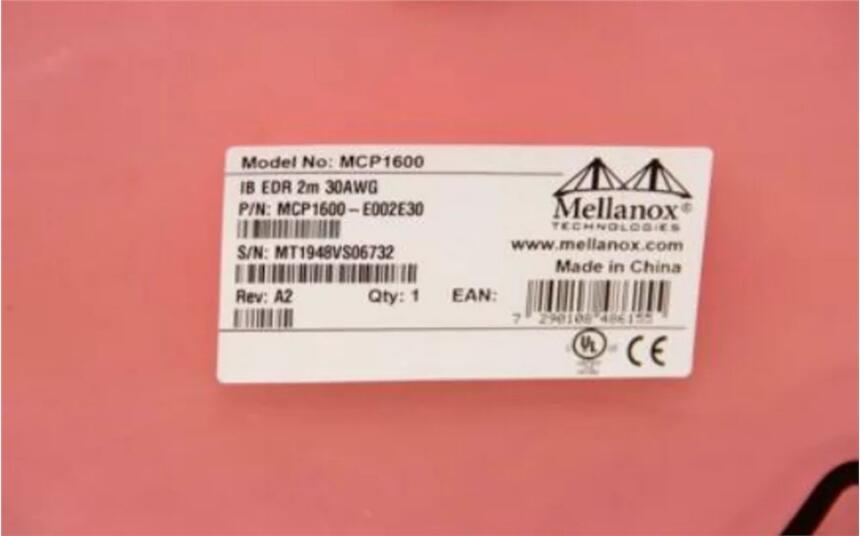 Model No: MCP1600
IB EDR 2m 30AWG
P/N: MCP1600-E002E30
S/N: MT1948VS06732
Rev: A2
Qty: 1
EAN:
7 290108 486155
Mellanox®
TECHNOLOGIES
www.mellanox.com
Made in China
UL
CE